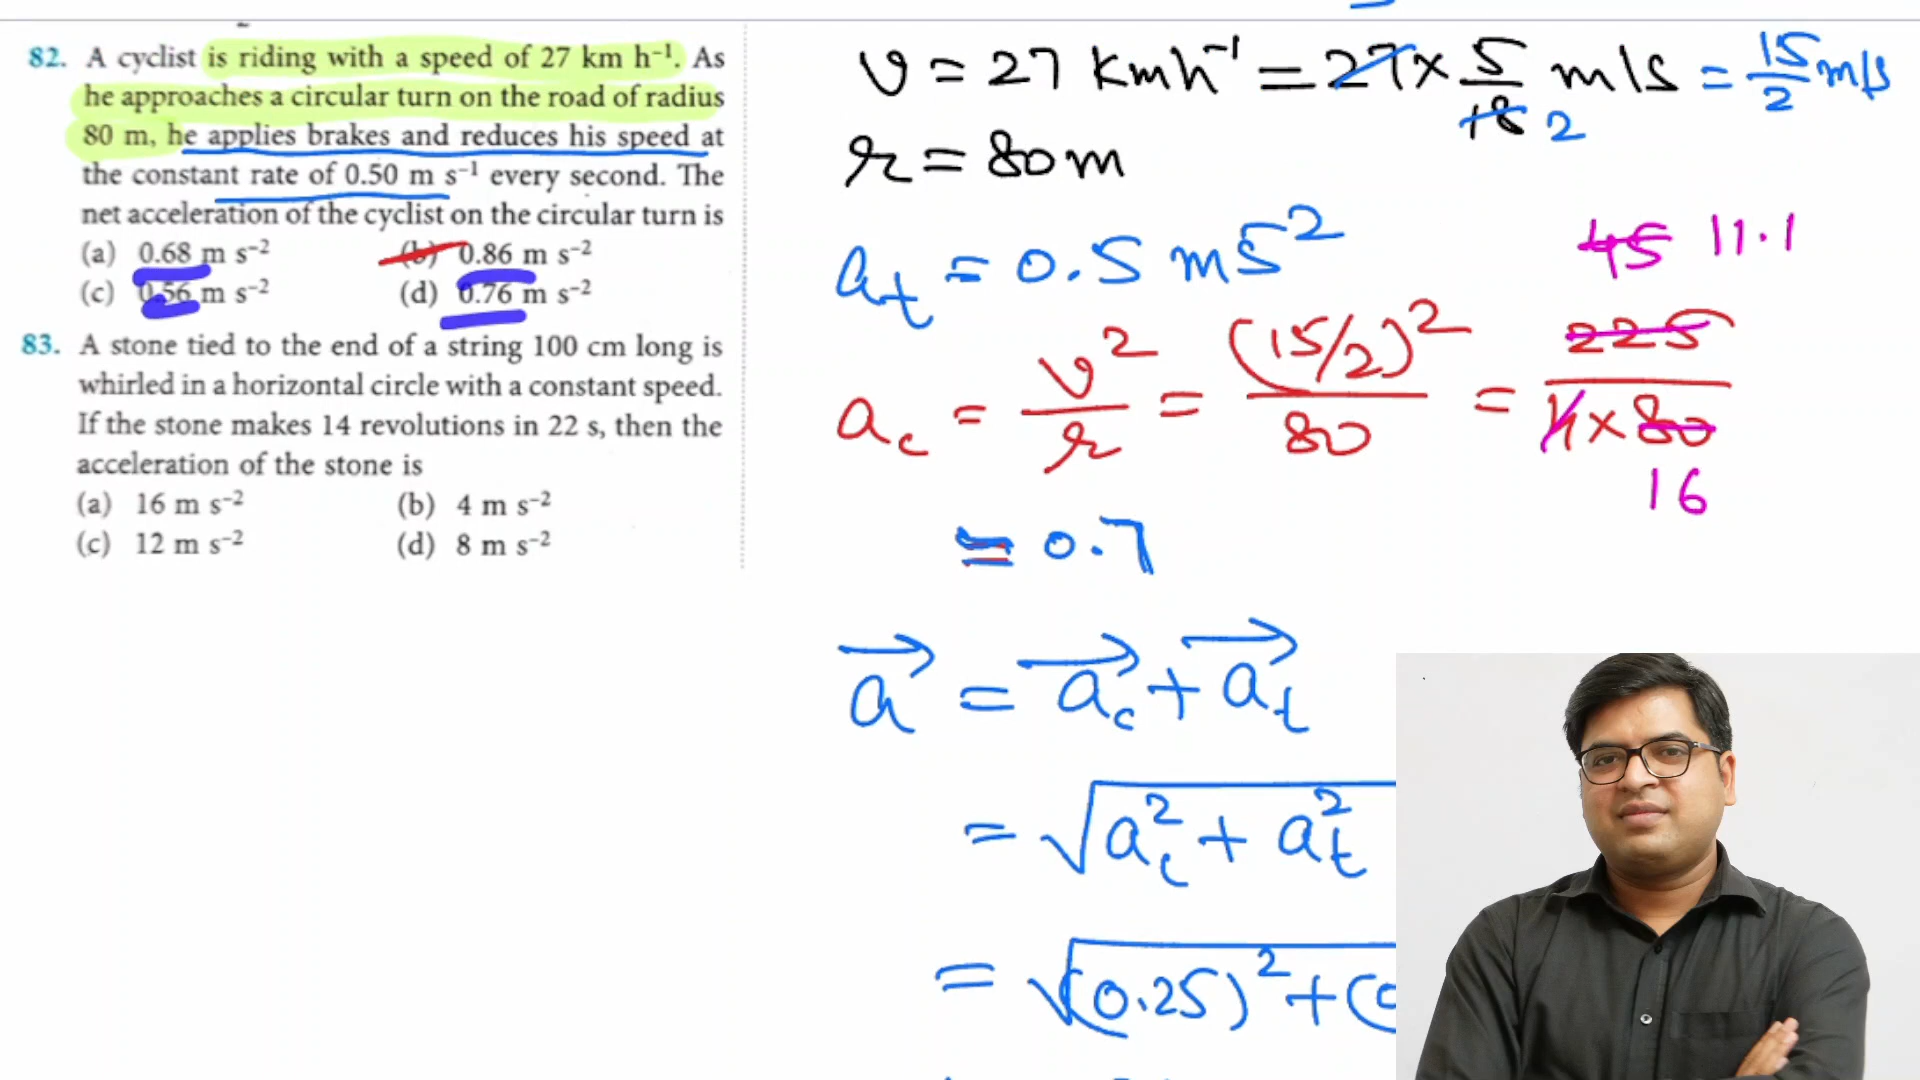 82. A cyclist is riding with a speed of 27 km h⁻¹. As
he approaches a circular turn on the road of radius
80 m, he applies brakes and reduces his speed at
the constant rate of 0.50 m s⁻¹ every second. The
net acceleration of the cyclist on the circular turn is
(a) 0.68 m s⁻² (b) 0.86 m s⁻²
(c) 0.56 m s⁻² (d) 0.76 m s⁻²
83. A stone tied to the end of a string 100 cm long is
whirled in a horizontal circle with a constant speed.
If the stone makes 14 revolutions in 22 s, then the
acceleration of the stone is
(a) 16 m s⁻² (b) 4 m s⁻²
(c) 12 m s⁻² (d) 8 m s⁻²
v = 27 kmh⁻¹ = 27 × 5/18 2 m/s = 15/2 m/s
r = 80m
a_t = 0.5 ms⁻²
45 11.1
a_c = v²/r = (15/2)²/80 = 225/4×80
16
= 0.7
a⃗ = a⃗_c + a⃗_t
= √a_c² + a_t²
= √(0.25)² + (